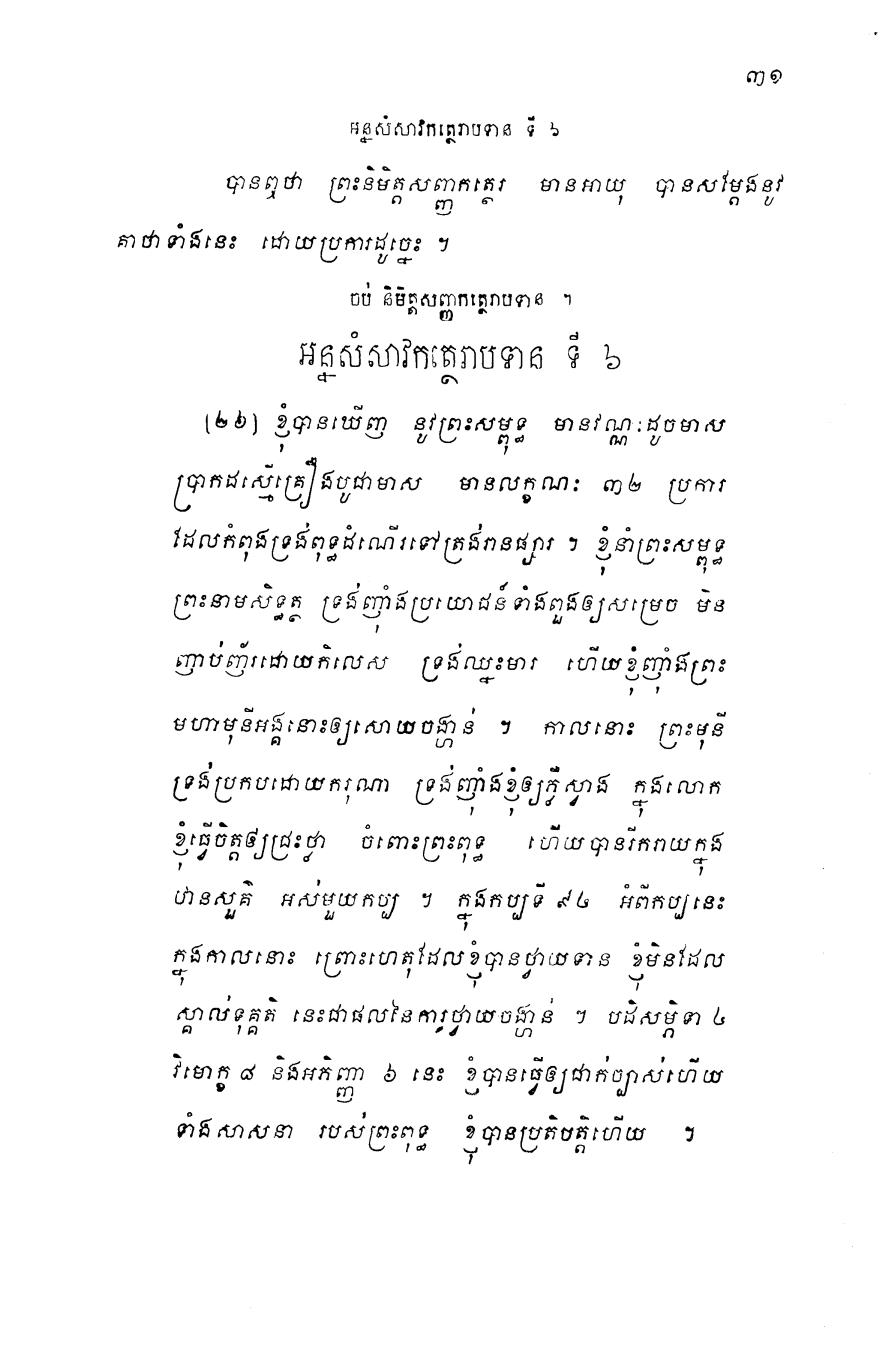 ៣១
អន្នសំសាវកត្ថេរាបទាន ទី ៦
បានឮថា ព្រះនិមិត្តសញ្ញកត្ថេរ មានអាយុ បានសម្តែងនូវ
គាថាទាំងនេះ ដោយប្រការដូច្នេះ ។
ចប់ និមិត្តសញ្ញកត្ថេរាបទាន ។
អន្នសំសាវកត្ថេរាបទាន ទី ៦
(២៦) ខ្ញុំបានឃើញ នូវព្រះសម្ពុទ្ធ មានវណ្ណៈដូចមាស
ប្រាកដស្មើគ្រឿងបូជាមាស មានលក្ខណៈ ៣២ ប្រការ
ដែលកំពុងទ្រង់ពុទ្ធដំណើរទៅត្រង់រានផ្សារ ។ ខ្ញុំនាំព្រះសម្ពុទ្ធ
ព្រះនាមសិទ្ធត្ថ ទ្រង់ញ៉ាំងប្រយោជន៍ទាំងពួងឲ្យសម្រេច មិន
ញាប់ញ័រដោយកិលេស ទ្រង់ឈ្នះមារ ហើយខ្ញុំញ៉ាំងព្រះ
មហាមុនីអង្គនោះឲ្យសោយចង្ហាន់ ។ កាលនោះ ព្រះមុនី
ទ្រង់ប្រកបដោយករុណា ទ្រង់ញ៉ាំងខ្ញុំឲ្យភ្លឺស្វាង ក្នុងលោក
ខ្ញុំធ្វើចិត្តឲ្យជ្រះថ្លា ចំពោះព្រះពុទ្ធ ហើយបានរីករាយក្នុង
ឋានសួគ៌ អស់មួយកប្ប ។ ក្នុងកប្បទី ៩៤ អំពីកប្បនេះ
ក្នុងកាលនោះ ព្រោះហេតុដែលខ្ញុំបានថ្វាយទាន ខ្ញុំមិនដែល
ស្គាល់ទុគ្គតិ នេះជាផលនៃការថ្វាយចង្ហាន់ ។ បដិសម្ភិទា ៤
វិមោក្ខ ៨ និងអភិញ្ញា ៦ នេះ ខ្ញុំបានធ្វើឲ្យជាក់ច្បាស់ហើយ
ទាំងសាសនា របស់ព្រះពុទ្ធ ខ្ញុំបានប្រតិបត្តិហើយ ។